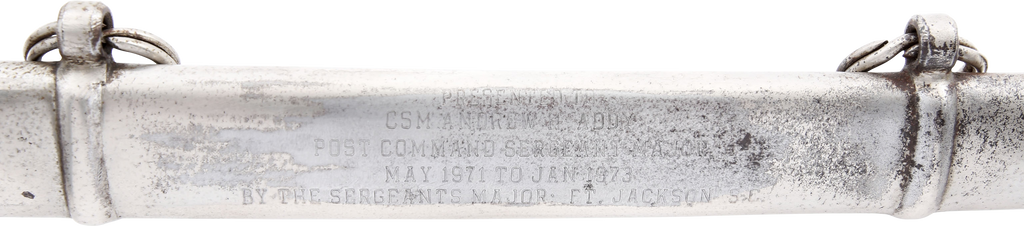 PRESENTED TO
CSM ANDREW
POST COMMAND SERGEANT MAJOR
MAY 1971 TO JAN 1973
BY THE SERGEANTS MAJOR, FT. JACKSON S.C.